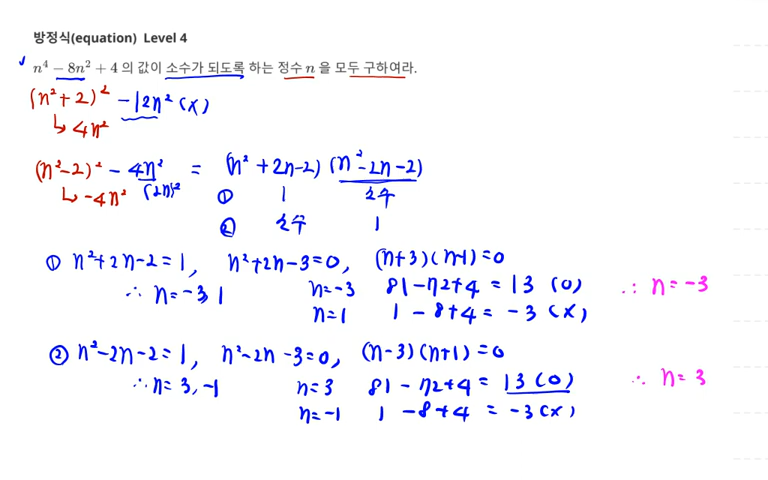 방정식(equation) Level 4
n⁴ − 8n² + 4 의 값이 소수가 되도록 하는 정수 n 을 모두 구하여라.
(n²+2)² −12n² (x)
↳ 4n²
(n²−2)² − 4n² = (n²+2n−2)(n²−2n−2)
↳ −4n² (2n)² ① 1 소수
② 소수 1
① n²+2n−2=1, n²+2n−3=0, (n+3)(n−1)=0
∴ n=−3, 1 n=−3 81−72+4 = 13 (o) ∴ n=−3
n=1 1−8+4 = −3 (x)
② n²−2n−2=1, n²−2n−3=0, (n−3)(n+1)=0
∴ n=3, −1 n=3 81−72+4 = 13 (o) ∴ n=3
n=−1 1−8+4 = −3 (x)